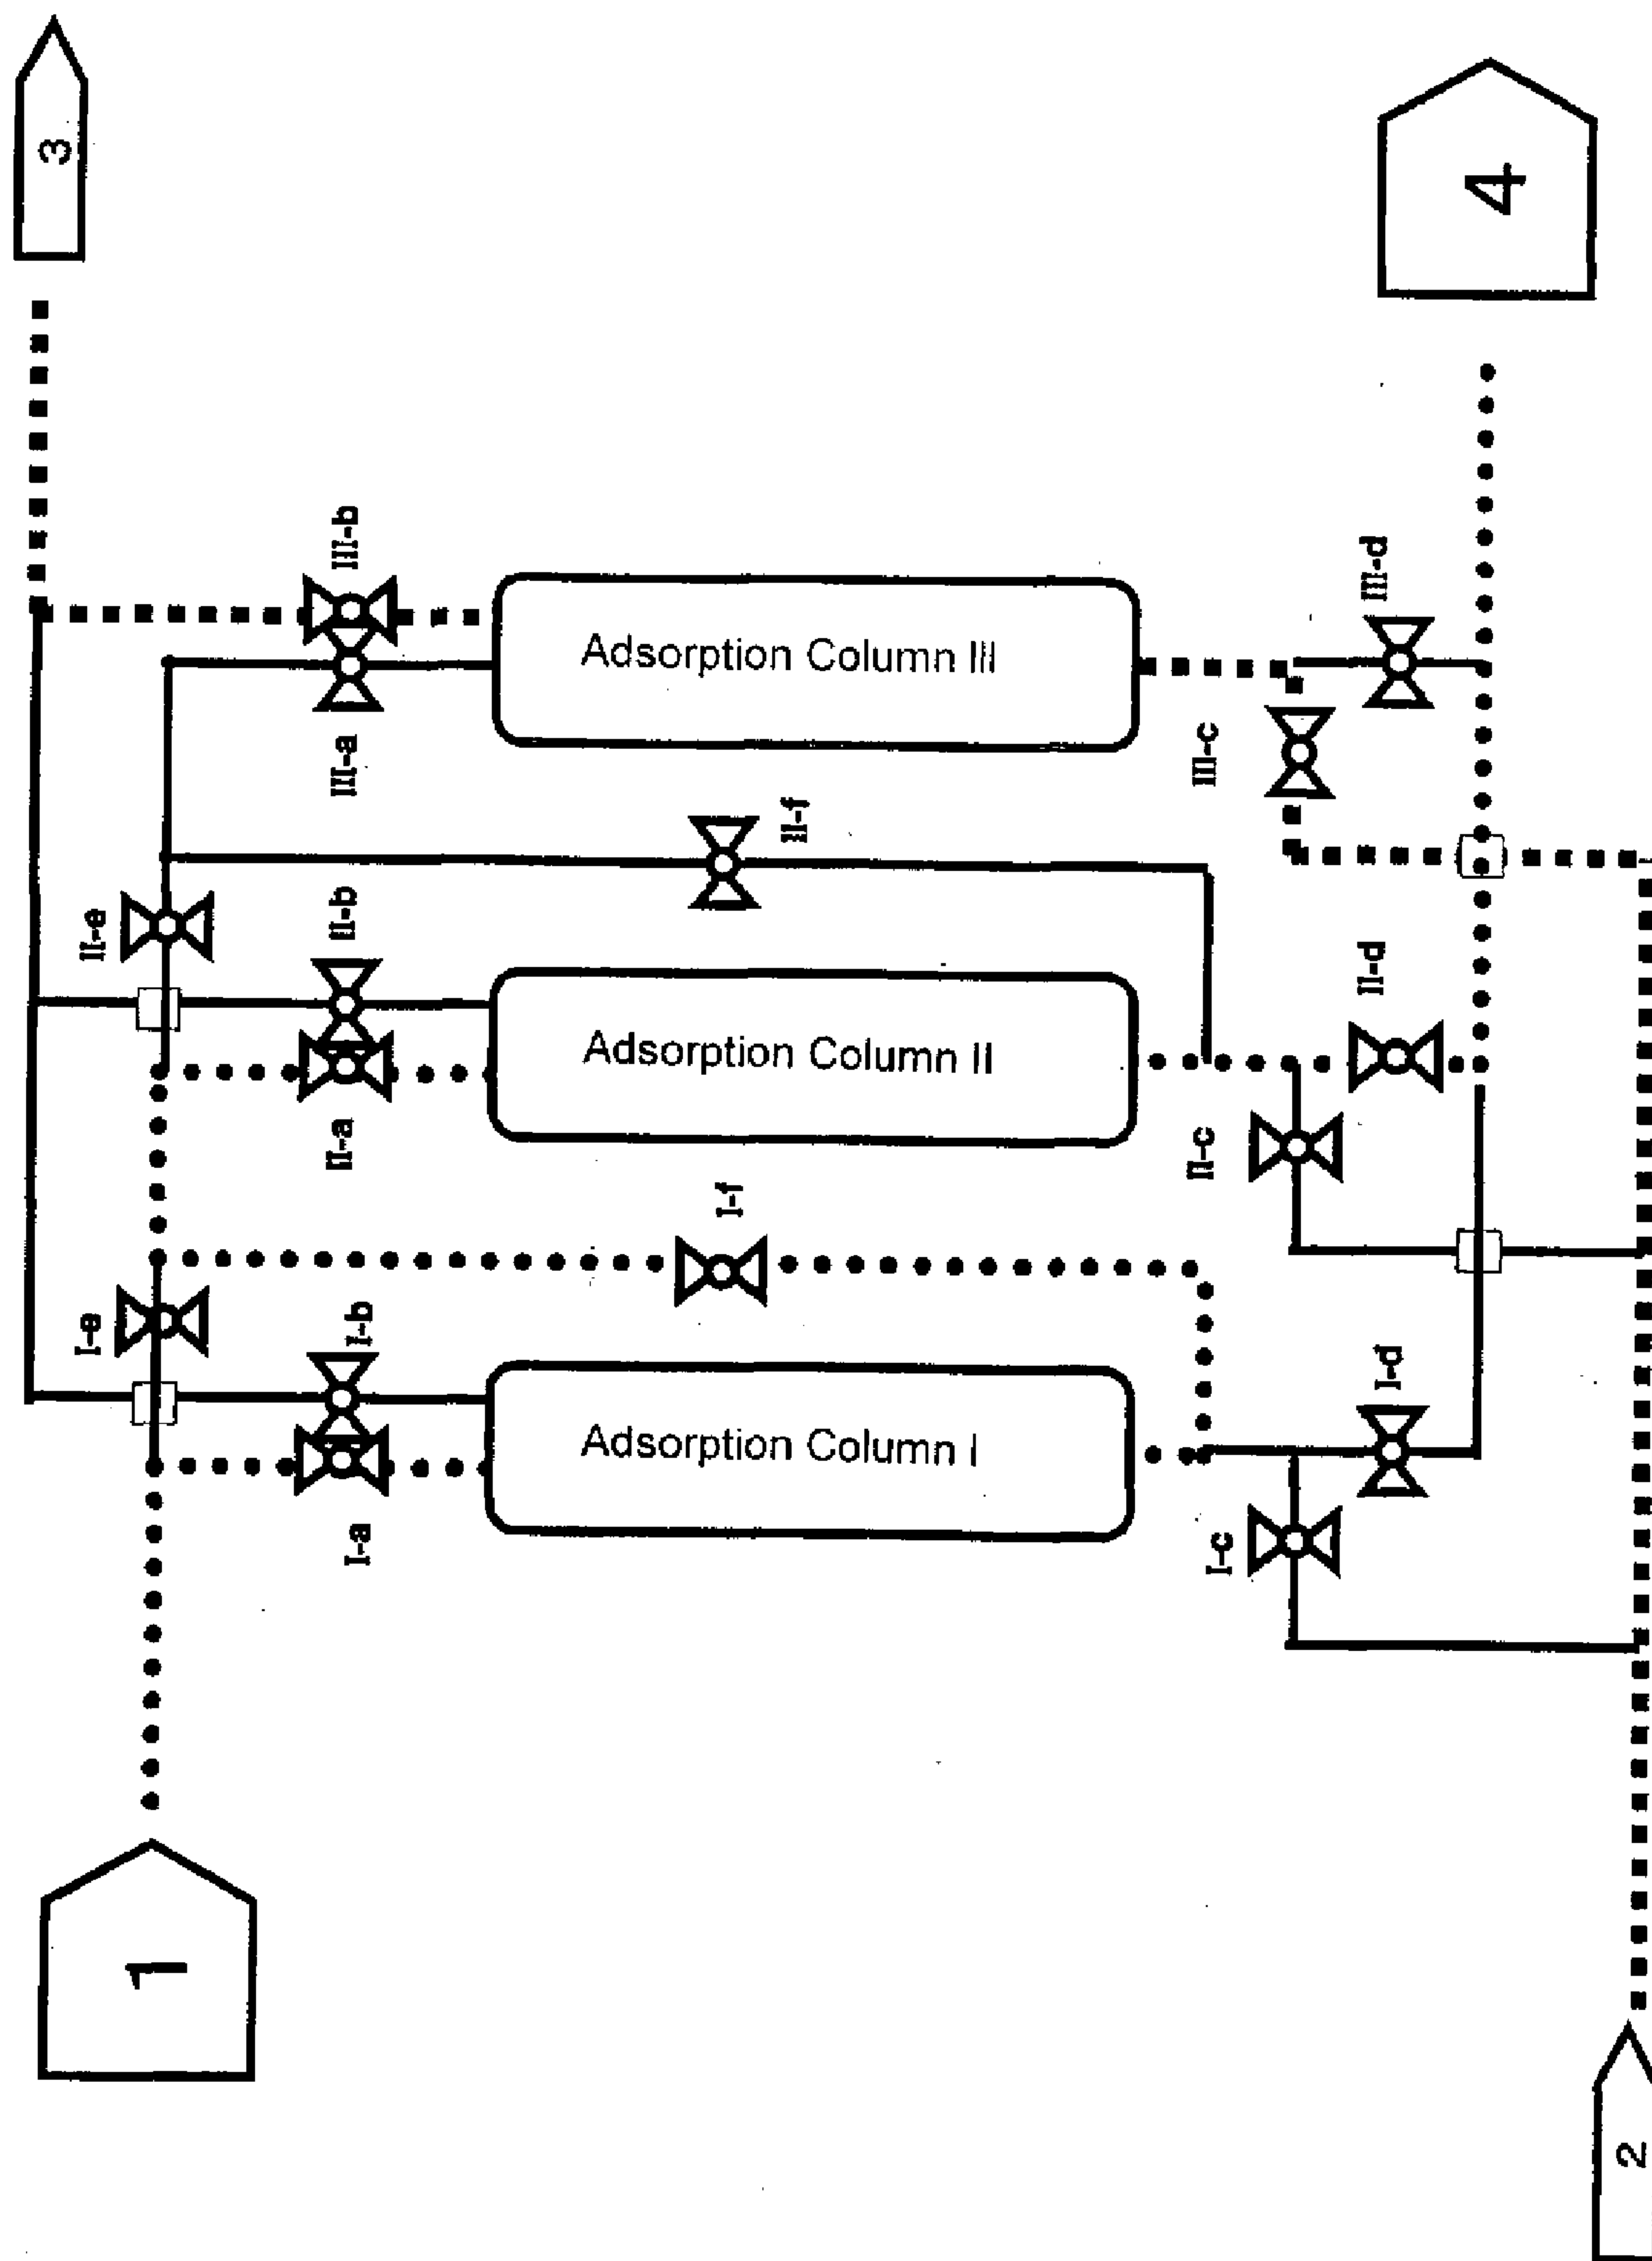 3
4
III-b
III-d
Adsorption Column III
III-a
III-c
II-f
II-e
II-b
II-d
Adsorption Column II
II-a
II-c
I-f
I-e
I-b
I-d
Adsorption Column I
I-a
I-c
1
2